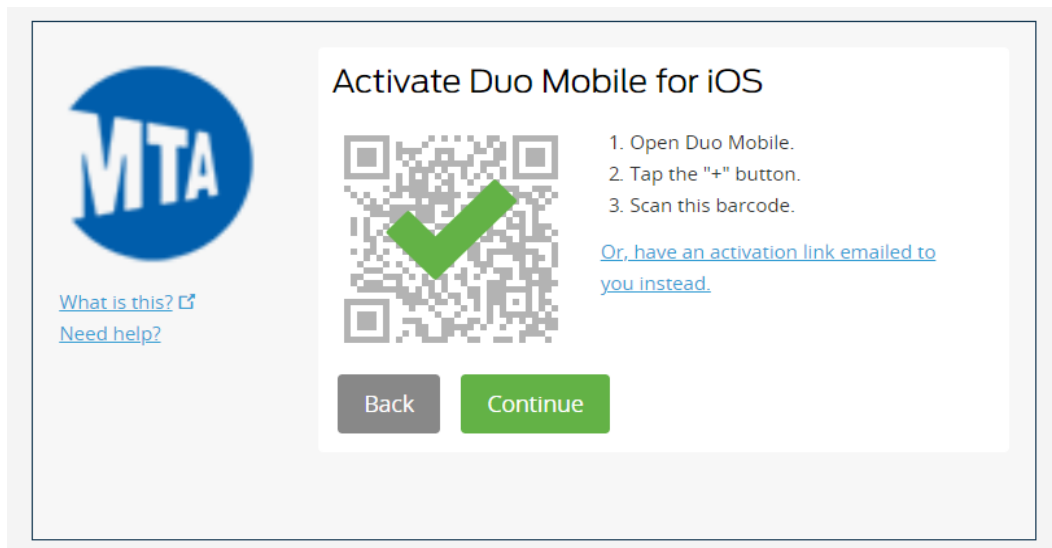 MTA
What is this?
Need help?
Activate Duo Mobile for iOS
1. Open Duo Mobile.
2. Tap the "+" button.
3. Scan this barcode.
Or, have an activation link emailed to
you instead.
Back
Continue